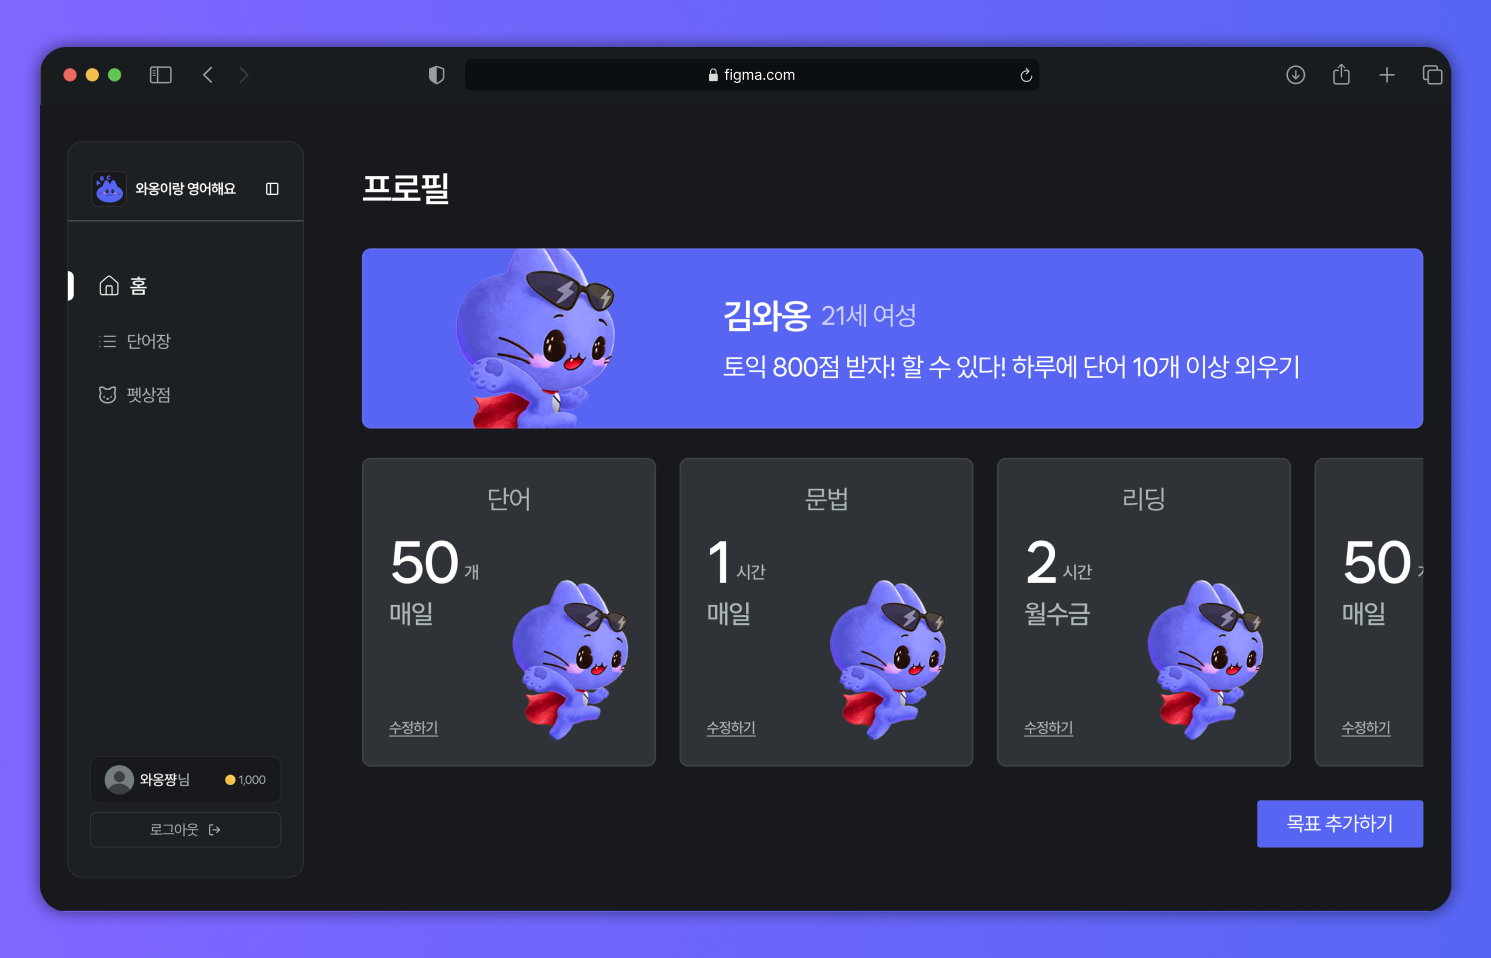 figma.com
와옹이랑 영어해요
홈
단어장
펫상점
와옹쨩님
1,000
로그아웃
프로필
김와옹 21세 여성
토익 800점 받자! 할 수 있다! 하루에 단어 10개 이상 외우기
단어
50 개
매일
수정하기
문법
1 시간
매일
수정하기
리딩
2 시간
월수금
수정하기
50
매일
수정하기
목표 추가하기